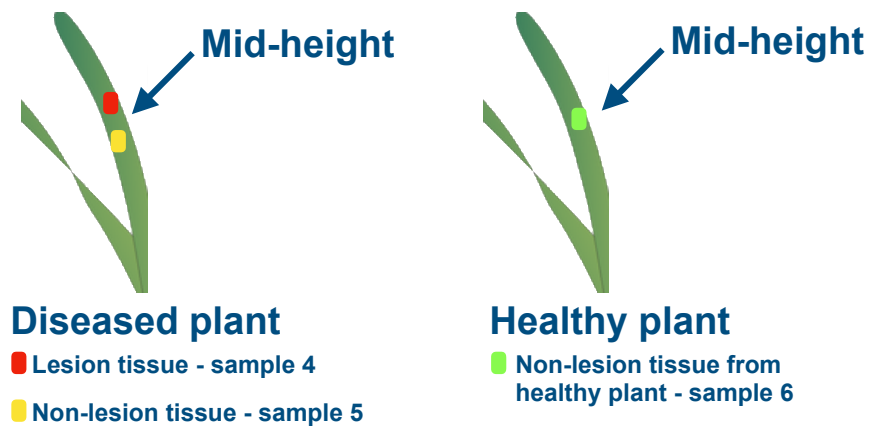 Mid-height
Mid-height
Diseased plant
Lesion tissue - sample 4
Non-lesion tissue - sample 5
Healthy plant
Non-lesion tissue from
healthy plant - sample 6